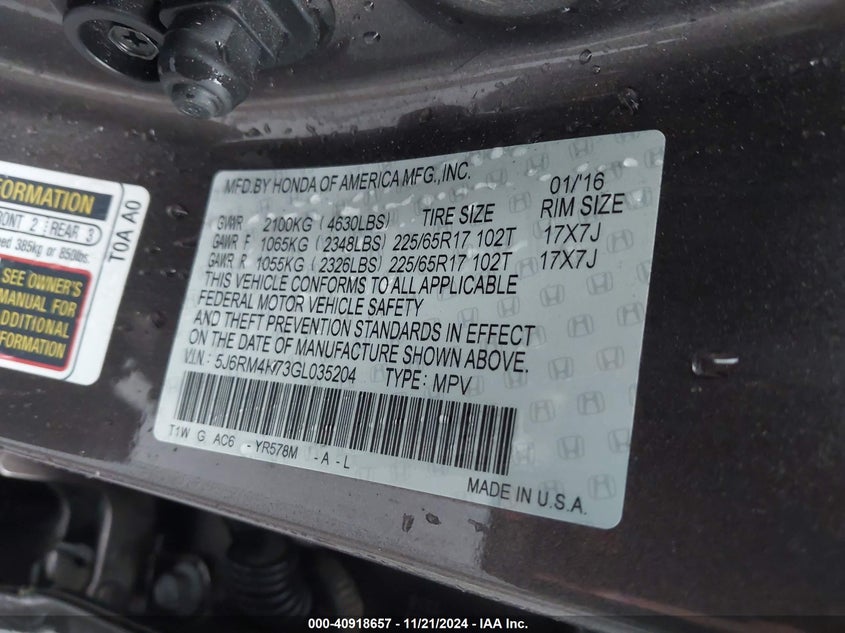 MFD.BY HONDA OF AMERICA MFG.,INC. 01/'16
GVWR 2100KG (4630LBS) TIRE SIZE RIM SIZE
GAWR F 1065KG (2348LBS) 225/65R17 102T 17X7J
GAWR R 1055KG (2326LBS) 225/65R17 102T 17X7J
THIS VEHICLE CONFORMS TO ALL APPLICABLE
FEDERAL MOTOR VEHICLE SAFETY
AND THEFT PREVENTION STANDARDS IN EFFECT
ON THE DATE OF MANUFACTURE SHOWN ABOVE.
V.I.N.: 5J6RM4H73GL035204 TYPE: MPV
T1W G AC6 - YR578M - A - L
MADE IN U.S.A.
FORMATION
FRONT 2 REAR 3
385kg or 850lbs.
SEE OWNER'S
MANUAL FOR
ADDITIONAL
INFORMATION
T0A A0
000-40918657 - 11/21/2024 - IAA Inc.